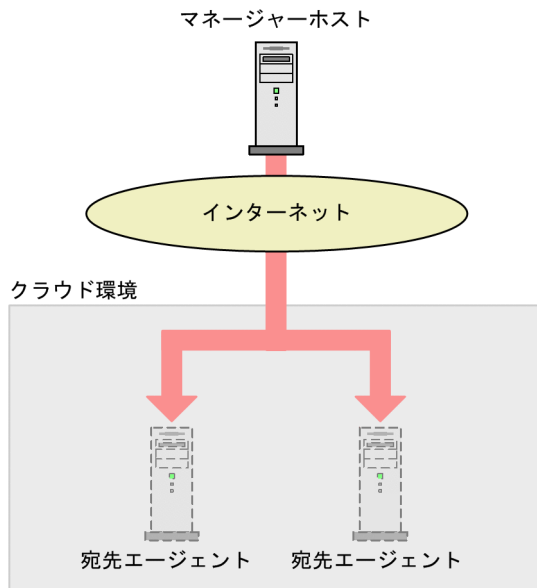 マネージャーホスト
インターネット
クラウド環境
宛先エージェント
宛先エージェント